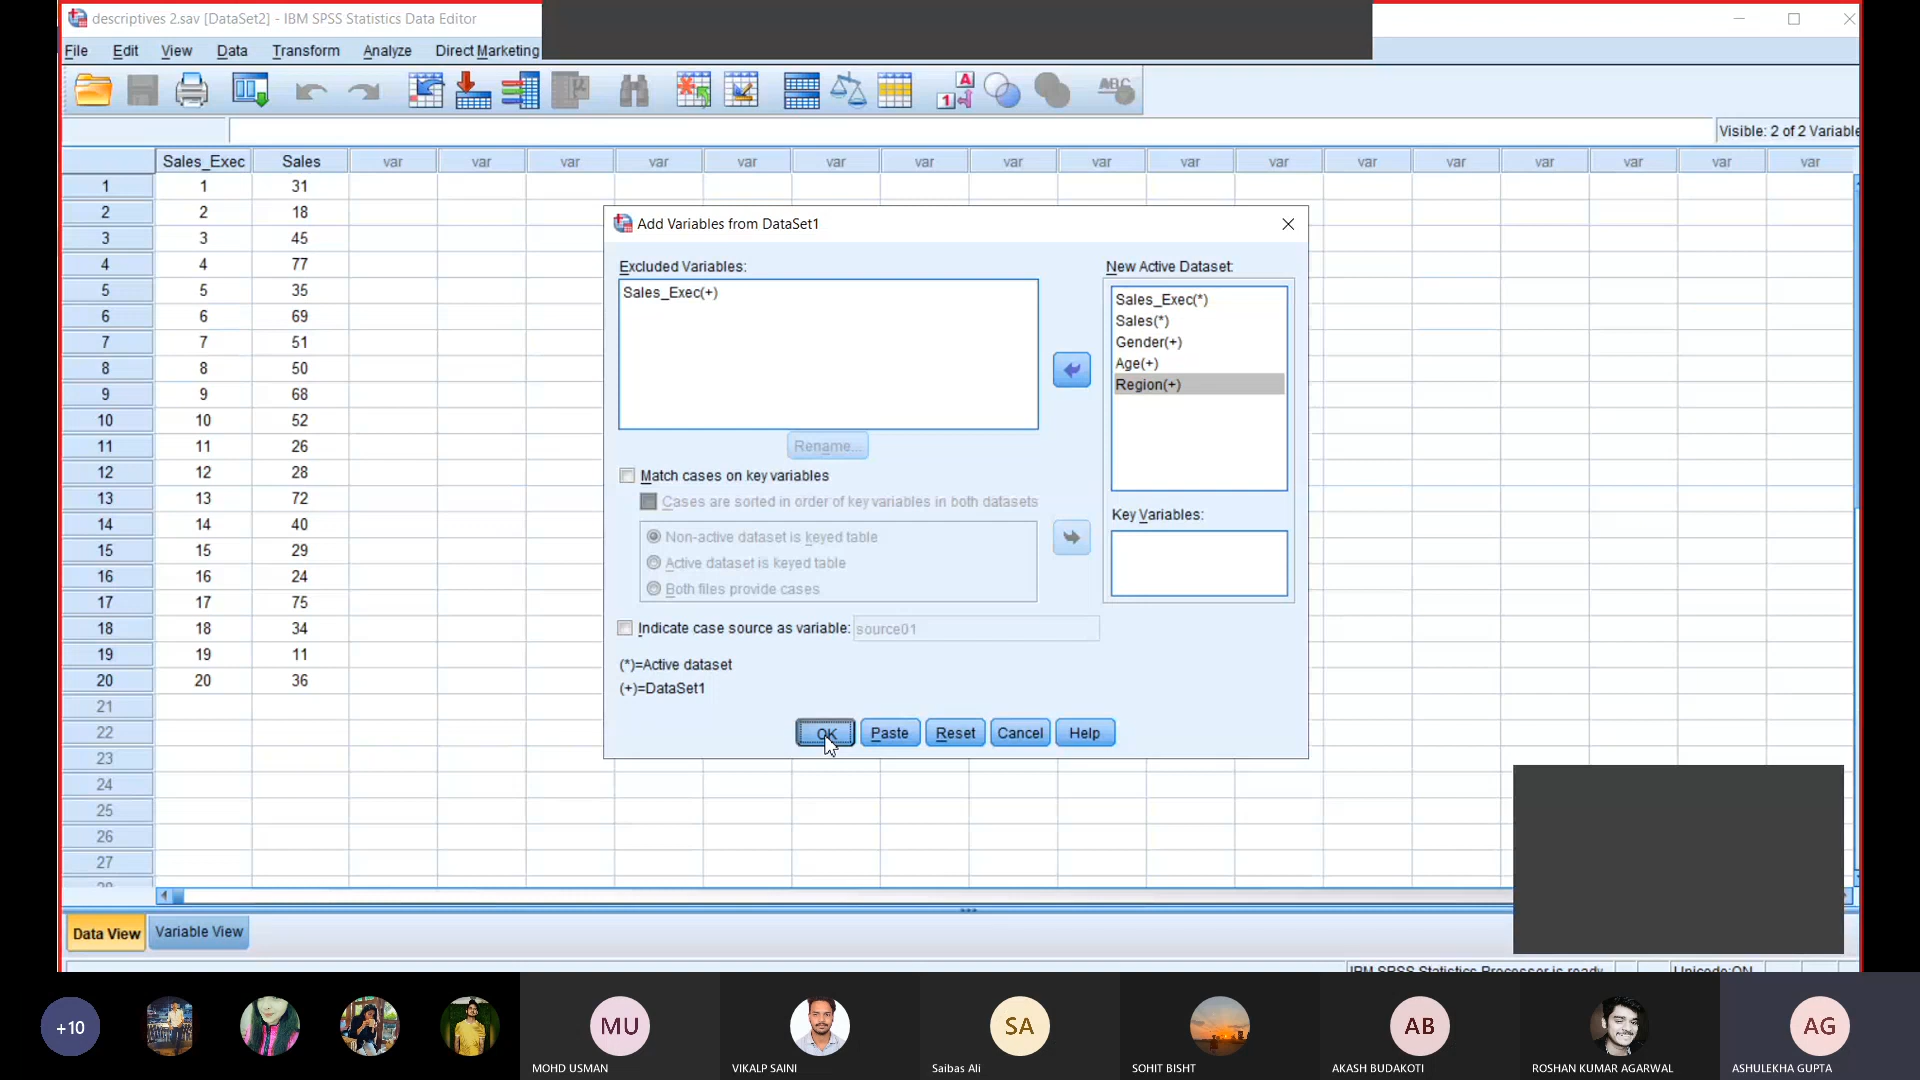 descriptives 2.sav [DataSet2] - IBM SPSS Statistics Data Editor
File Edit View Data Transform Analyze Direct Marketing
Visible: 2 of 2 Variable
Sales_Exec Sales var var var var var var var var var var var var var var var var var
1 1 31
2 2 18
3 3 45
4 4 77
5 5 35
6 6 69
7 7 51
8 8 50
9 9 68
10 10 52
11 11 26
12 12 28
13 13 72
14 14 40
15 15 29
16 16 24
17 17 75
18 18 34
19 19 11
20 20 36
21
22
23
24
25
26
27
28
Add Variables from DataSet1
Excluded Variables:
Sales_Exec(+)
Rename...
New Active Dataset:
Sales_Exec(*)
Sales(*)
Gender(+)
Age(+)
Region(+)
Match cases on key variables
Cases are sorted in order of key variables in both datasets
Non-active dataset is keyed table
Active dataset is keyed table
Both files provide cases
Key Variables:
Indicate case source as variable: source01
(*)=Active dataset
(+)=DataSet1
OK Paste Reset Cancel Help
Data View Variable View
IBM SPSS Statistics Processor is ready Unicode:ON
+10
MU
SA
AB
AG
MOHD USMAN VIKALP SAINI Saibas Ali SOHIT BISHT AKASH BUDAKOTI ROSHAN KUMAR AGARWAL ASHULEKHA GUPTA